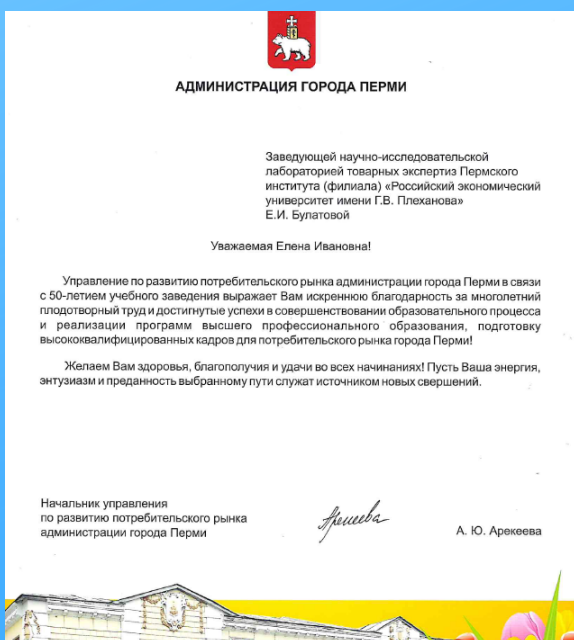 АДМИНИСТРАЦИЯ ГОРОДА ПЕРМИ
Заведующей научно-исследовательской
лабораторией товарных экспертиз Пермского
института (филиала) «Российский экономический
университет имени Г.В. Плеханова»
Е.И. Булатовой
Уважаемая Елена Ивановна!
Управление по развитию потребительского рынка администрации города Перми в связи
с 50-летием учебного заведения выражает Вам искреннюю благодарность за многолетний
плодотворный труд и достигнутые успехи в совершенствовании образовательного процесса
и реализации программ высшего профессионального образования, подготовку
высококвалифицированных кадров для потребительского рынка города Перми!
Желаем Вам здоровья, благополучия и удачи во всех начинаниях! Пусть Ваша энергия,
энтузиазм и преданность выбранному пути служат источником новых свершений.
Начальник управления
по развитию потребительского рынка
администрации города Перми
Арекеева
А. Ю. Арекеева